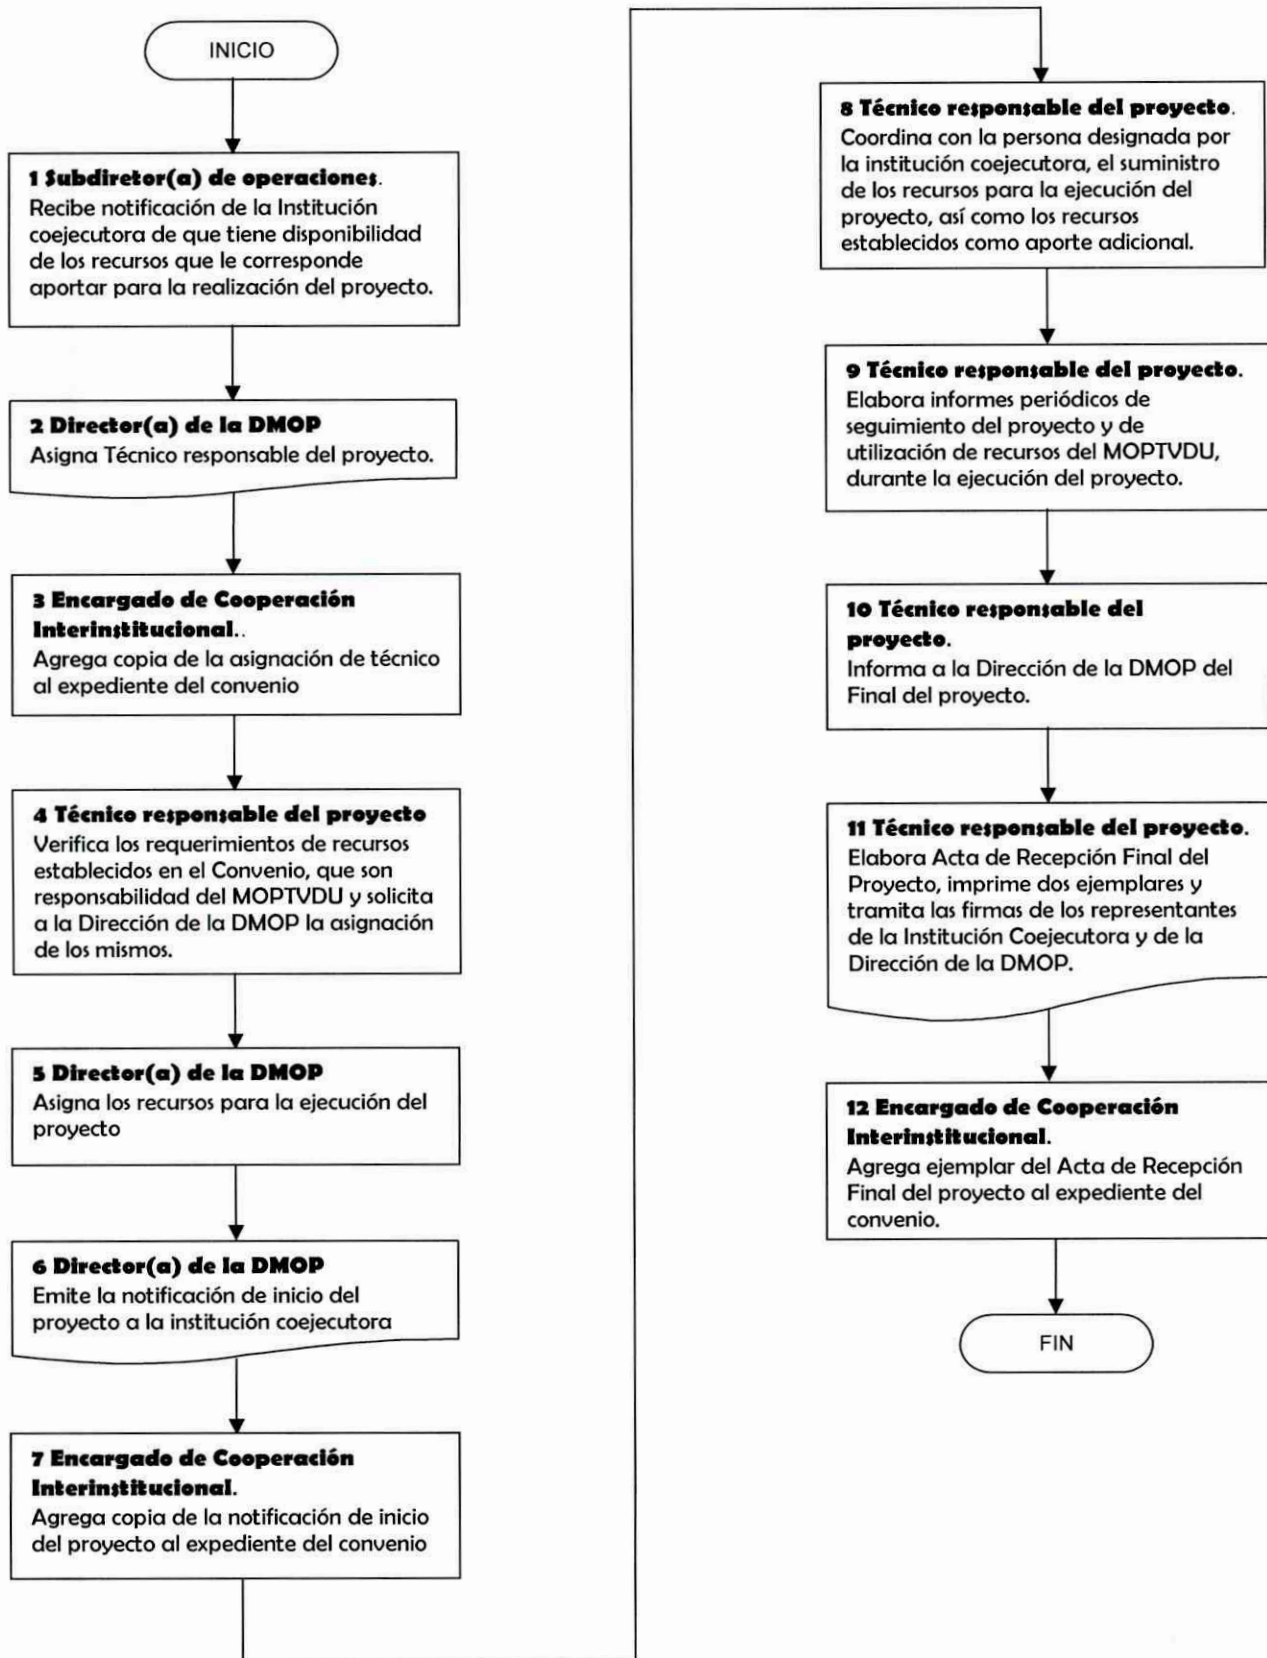 INICIO
1 Subdiretor(a) de operaciones.
Recibe notificación de la Institución
coejecutora de que tiene disponibilidad
de los recursos que le corresponde
aportar para la realización del proyecto.
2 Director(a) de la DMOP
Asigna Técnico responsable del proyecto.
3 Encargado de Cooperación
Interinstitucional..
Agrega copia de la asignación de técnico
al expediente del convenio
4 Técnico responsable del proyecto
Verifica los requerimientos de recursos
establecidos en el Convenio, que son
responsabilidad del MOPTVDU y solicita
a la Dirección de la DMOP la asignación
de los mismos.
5 Director(a) de la DMOP
Asigna los recursos para la ejecución del
proyecto
6 Director(a) de la DMOP
Emite la notificación de inicio del
proyecto a la institución coejecutora
7 Encargado de Cooperación
Interinstitucional.
Agrega copia de la notificación de inicio
del proyecto al expediente del convenio
8 Técnico responsable del proyecto.
Coordina con la persona designada por
la institución coejecutora, el suministro
de los recursos para la ejecución del
proyecto, así como los recursos
establecidos como aporte adicional.
9 Técnico responsable del proyecto.
Elabora informes periódicos de
seguimiento del proyecto y de
utilización de recursos del MOPTVDU,
durante la ejecución del proyecto.
10 Técnico responsable del
proyecto.
Informa a la Dirección de la DMOP del
Final del proyecto.
11 Técnico responsable del proyecto.
Elabora Acta de Recepción Final del
Proyecto, imprime dos ejemplares y
tramita las firmas de los representantes
de la Institución Coejecutora y de la
Dirección de la DMOP.
12 Encargado de Cooperación
Interinstitucional.
Agrega ejemplar del Acta de Recepción
Final del proyecto al expediente del
convenio.
FIN